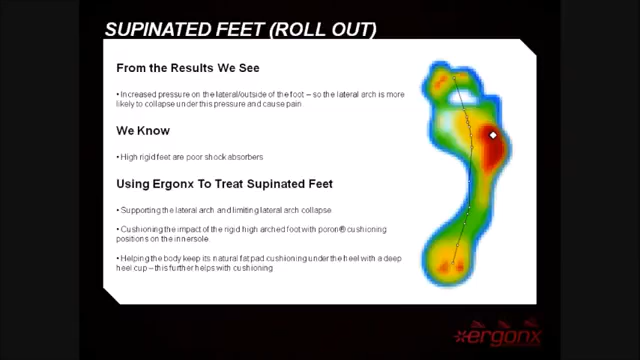 SUPINATED FEET (ROLL OUT)
From the Results We See
• Increased pressure on the lateral/outside of the foot – so the lateral arch is more
likely to collapse under this pressure and cause pain
We Know
• High rigid feet are poor shock absorbers
Using Ergonx To Treat Supinated Feet
• Supporting the lateral arch and limiting lateral arch collapse
• Cushioning the impact of the rigid high arched foot with poron® cushioning
positions on the innersole.
• Helping the body keep its natural fat pad cushioning under the heel with a deep
heel cup – this further helps with cushioning
ergonx